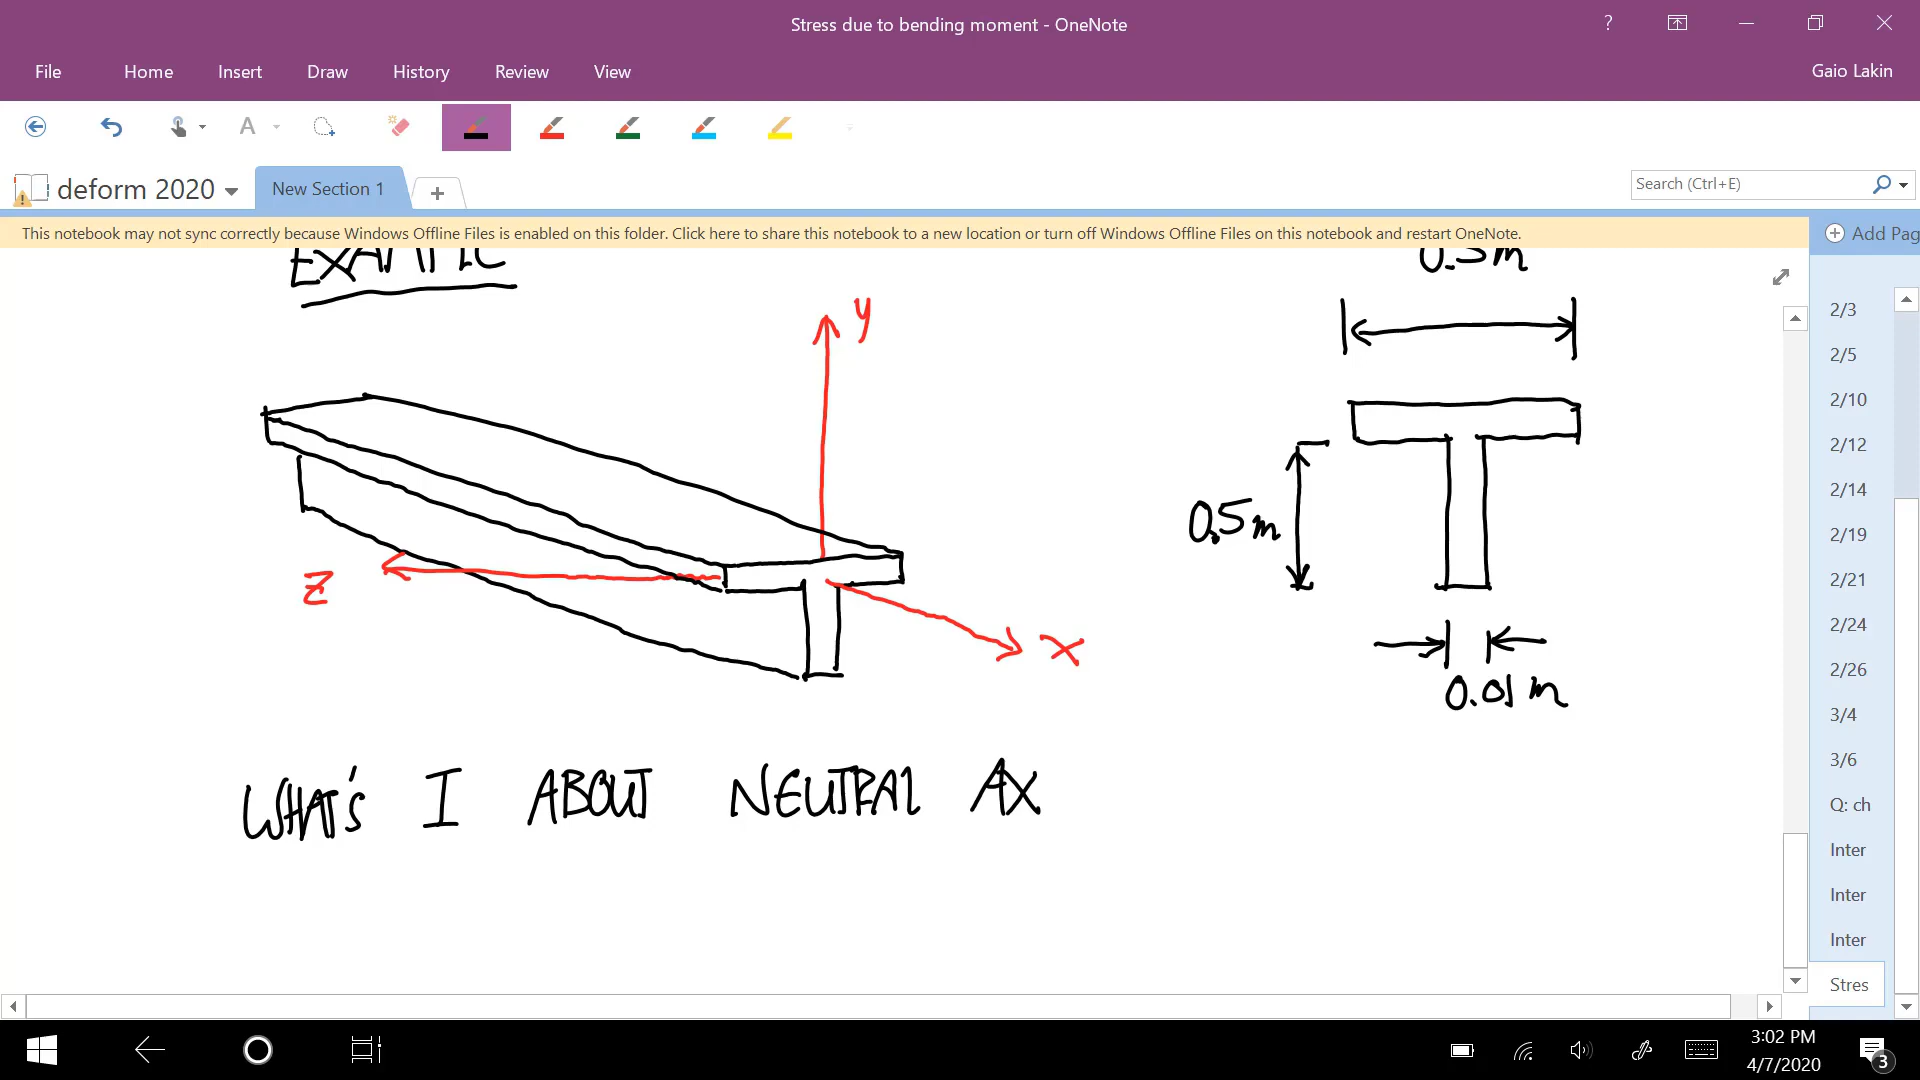 Stress due to bending moment - OneNote
?
File Home Insert Draw History Review View
Gaio Lakin
A
deform 2020
New Section 1
+
Search (Ctrl+E)
This notebook may not sync correctly because Windows Offline Files is enabled on this folder. Click here to share this notebook to a new location or turn off Windows Offline Files on this notebook and restart OneNote.
Add Pag
EXAMPLE
y
z
x
0.5m
0.01 m
WHAT'S I ABOUT NEUTRAL AX
2/3
2/5
2/10
2/12
2/14
2/19
2/21
2/24
2/26
3/4
3/6
Q: ch
Inter
Inter
Inter
Stres
3:02 PM
4/7/2020
3